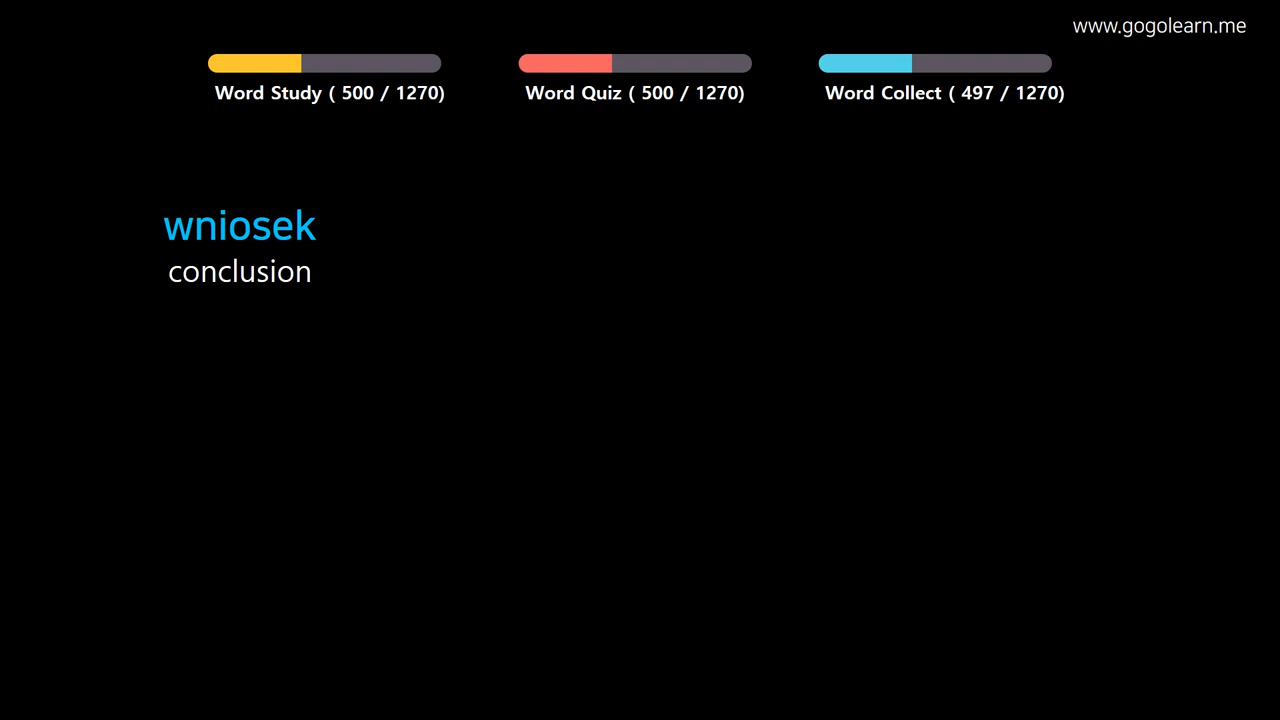 www.gogolearn.me
Word Study ( 500 / 1270)
Word Quiz ( 500 / 1270)
Word Collect ( 497 / 1270)
wniosek
conclusion